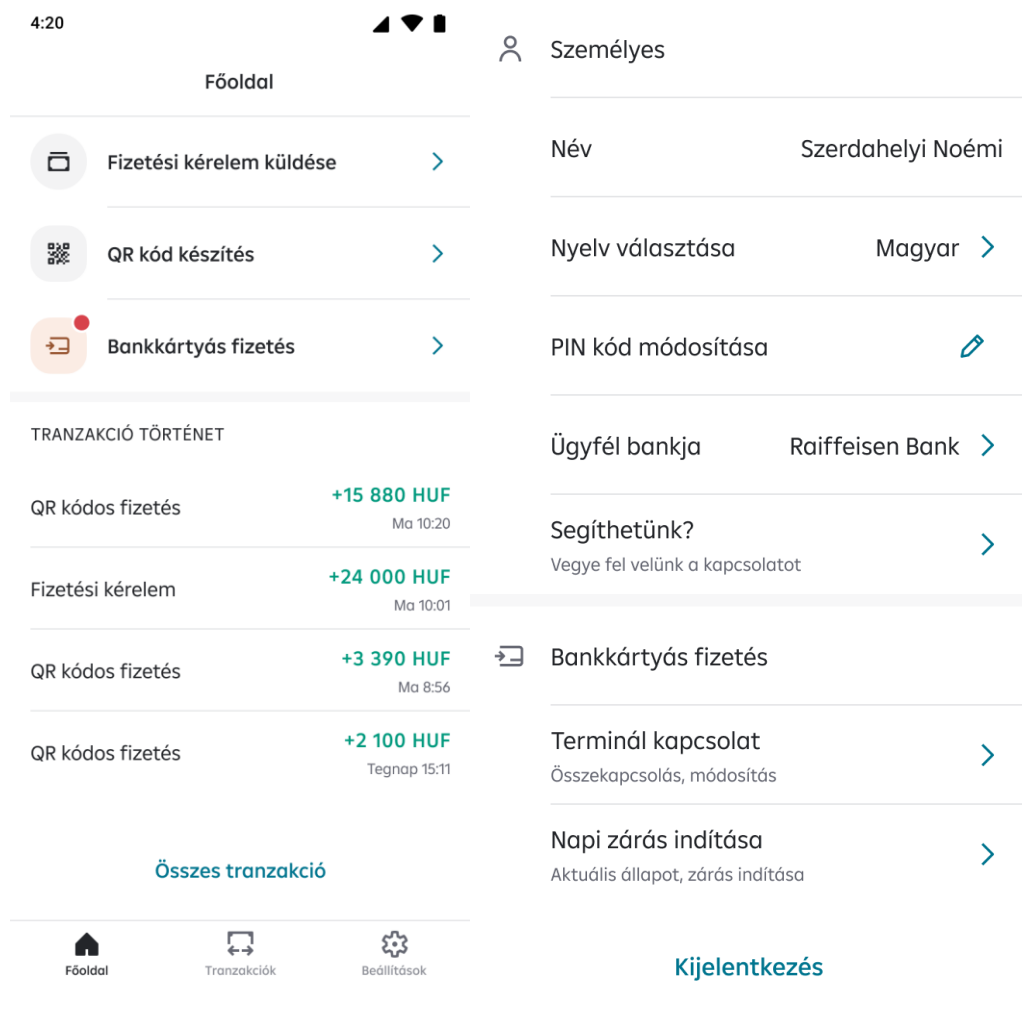 4:20
Főoldal
Fizetési kérelem küldése
QR kód készítés
Bankkártyás fizetés
TRANZAKCIÓ TÖRTÉNET
QR kódos fizetés
+15 880 HUF
Ma 10:20
Fizetési kérelem
+24 000 HUF
Ma 10:01
QR kódos fizetés
+3 390 HUF
Ma 8:56
QR kódos fizetés
+2 100 HUF
Tegnap 15:11
Összes tranzakció
Főoldal
Tranzakciók
Beállítások
Személyes
Név Szerdahelyi Noémi
Nyelv választása Magyar
PIN kód módosítása
Ügyfél bankja Raiffeisen Bank
Segíthetünk?
Vegye fel velünk a kapcsolatot
Bankkártyás fizetés
Terminál kapcsolat
Összekapcsolás, módosítás
Napi zárás indítása
Aktuális állapot, zárás indítása
Kijelentkezés